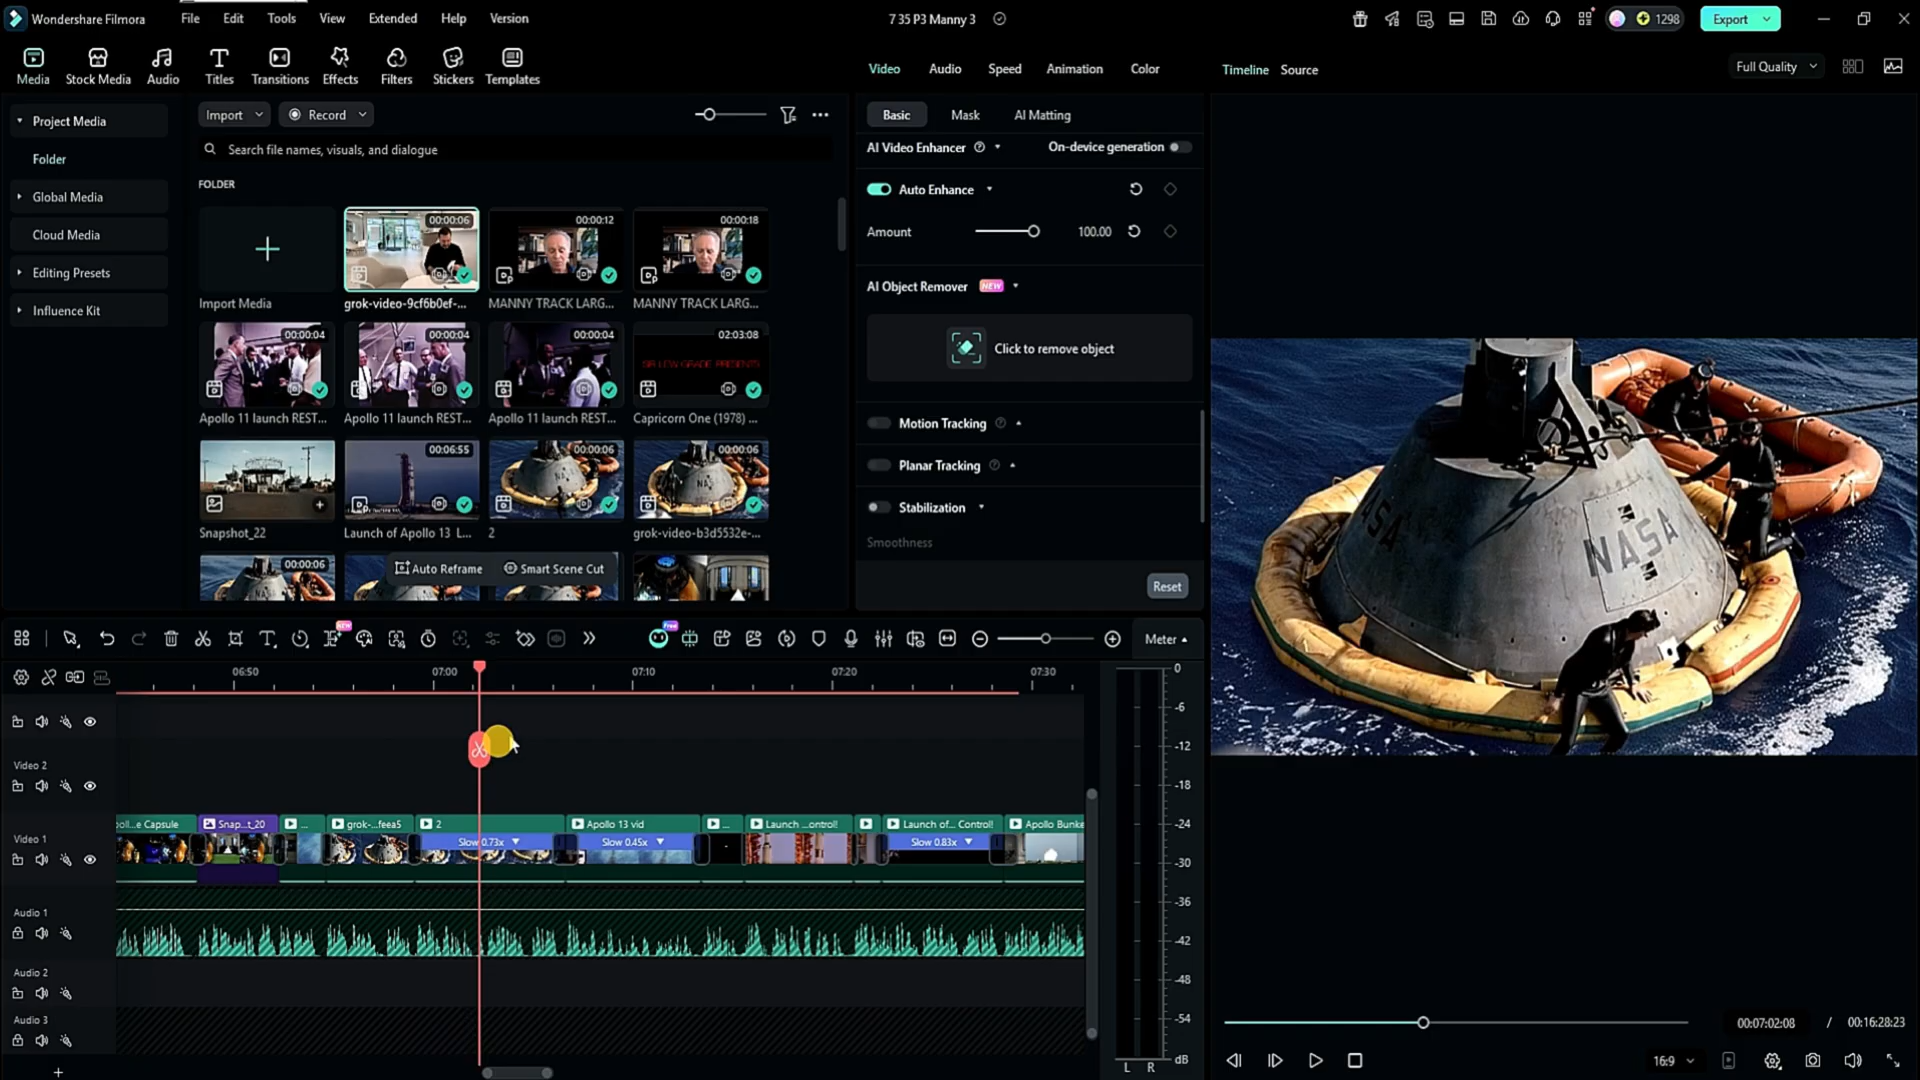 Wondershare Filmora
File Edit Tools View Extended Help Version
7 35 P3 Manny 3
1298
Export
Media
Stock Media
Audio
Titles
Transitions
Effects
Filters
Stickers
Templates
Video Audio Speed Animation Color
Timeline Source
Full Quality
Project Media
Folder
Global Media
Cloud Media
Editing Presets
Influence Kit
Import
Record
Search file names, visuals, and dialogue
FOLDER
00:00:06
00:00:12
00:00:18
Import Media
grok-video-9cf6b0ef-...
MANNY TRACK LARG...
MANNY TRACK LARG...
00:00:04
00:00:04
00:00:04
02:03:08
Apollo 11 launch REST...
Apollo 11 launch REST...
Apollo 11 launch REST...
Capricorn One (1978) ...
00:06:55
00:00:06
00:00:06
Snapshot_22
Launch of Apollo 13 L...
2
grok-video-b3d5532e-...
00:00:06
Auto Reframe
Smart Scene Cut
Basic Mask AI Matting
AI Video Enhancer
On-device generation
Auto Enhance
Amount
100.00
AI Object Remover NEW
Click to remove object
Motion Tracking
Planar Tracking
Stabilization
Smoothness
Reset
NASA
NEW
Free
Meter
06:50
07:00
07:10
07:20
07:30
Video 2
Video 1
Audio 1
Audio 2
Audio 3
oll...e Capsule
Snap...t_20
...
grok-...feea5
2
Apollo 13 vid
...
Launch ...ontrol!
Launch of... Control!
Apollo Bunke
Slow 0.73x
Slow 0.45x
Slow 0.83x
0
-6
-12
-18
-24
-30
-36
-42
-48
-54
dB
L R
00:07:02:08 / 00:16:28:23
16:9